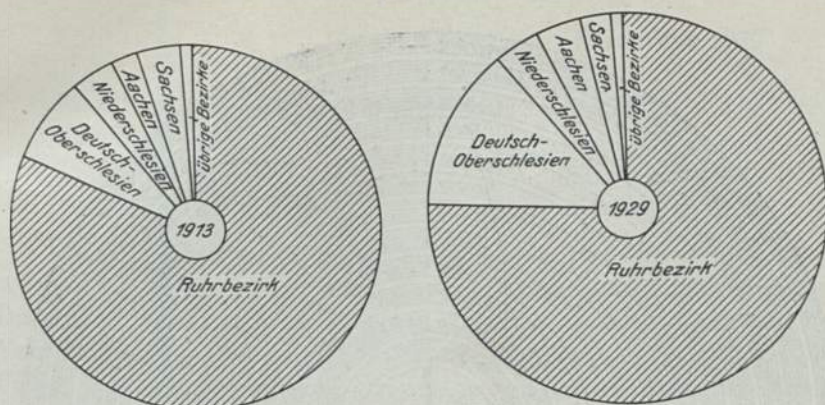 Deutsch-
Oberschlesien
Niederschlesien
Aachen
Sachsen
übrige Bezirke
1913
Ruhrbezirk
Deutsch-
Oberschlesien
Niederschlesien
Aachen
Sachsen
übrige Bezirke
1929
Ruhrbezirk